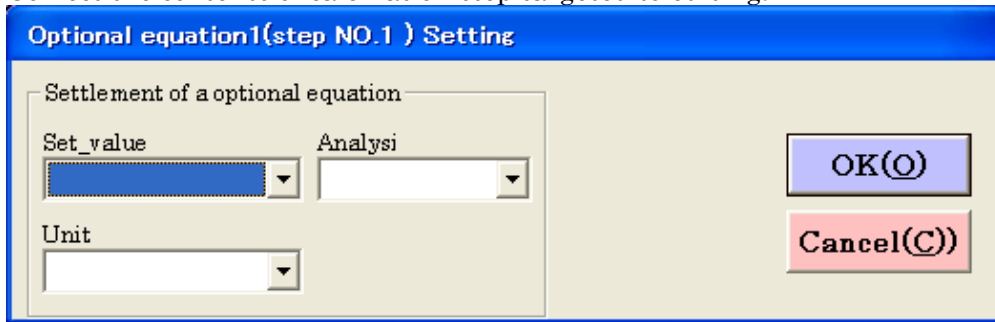 Optional equation1(step NO.1 ) Setting
Settlement of a optional equation
Set_value
Analysi
OK(O)
Unit
Cancel(C))